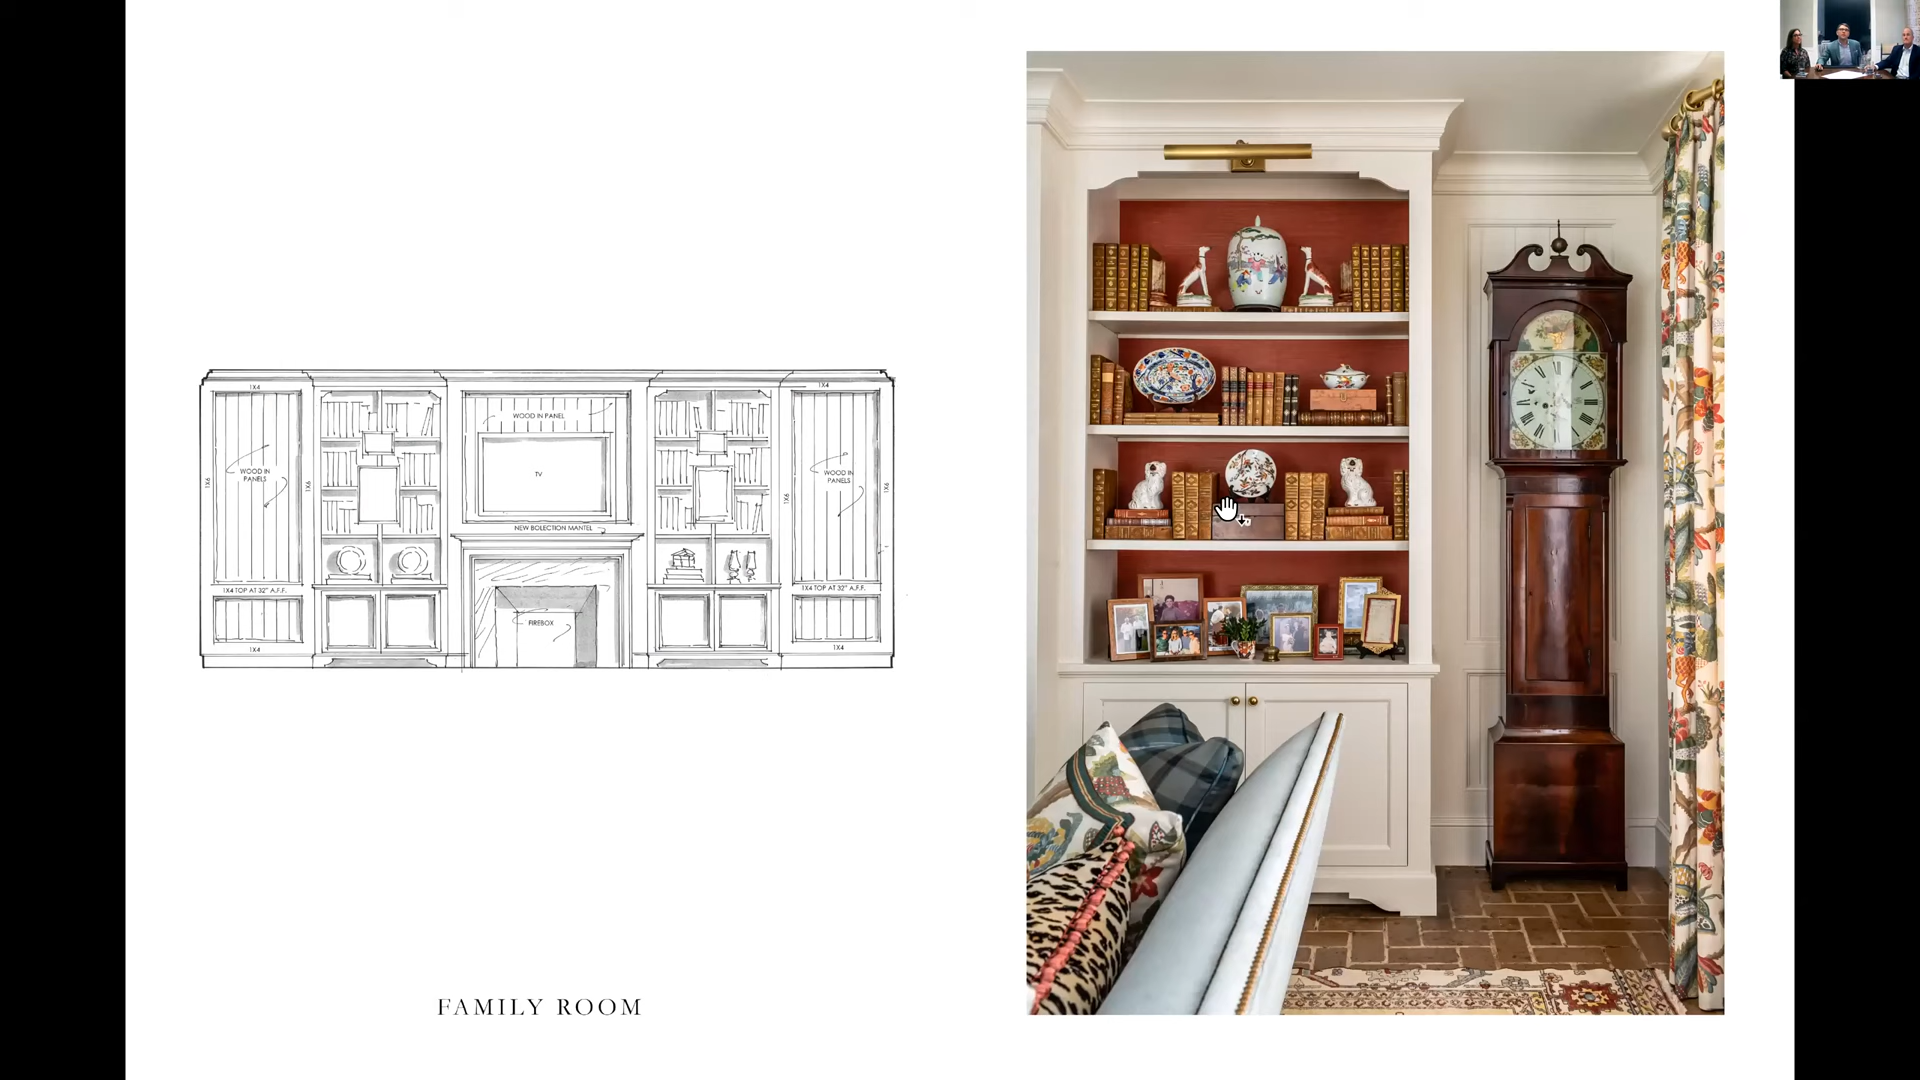 1X4
1X4
WOOD IN PANEL
WOOD IN
PANELS
TV
WOOD IN
PANELS
1X6
1X6
1X6
1X6
NEW BOLECTION MANTEL
1X4 TOP AT 32" A.F.F.
1X4 TOP AT 32" A.F.F.
FIREBOX
1X4
1X4
FAMILY ROOM